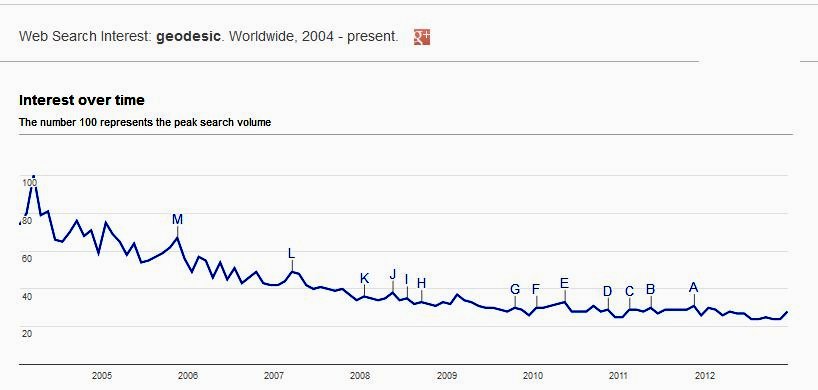 Web Search Interest: geodesic. Worldwide, 2004 - present. g+
Interest over time
The number 100 represents the peak search volume
100
80
60
40
20
M
L
K J I H
G F E D C B A
2005 2006 2007 2008 2009 2010 2011 2012